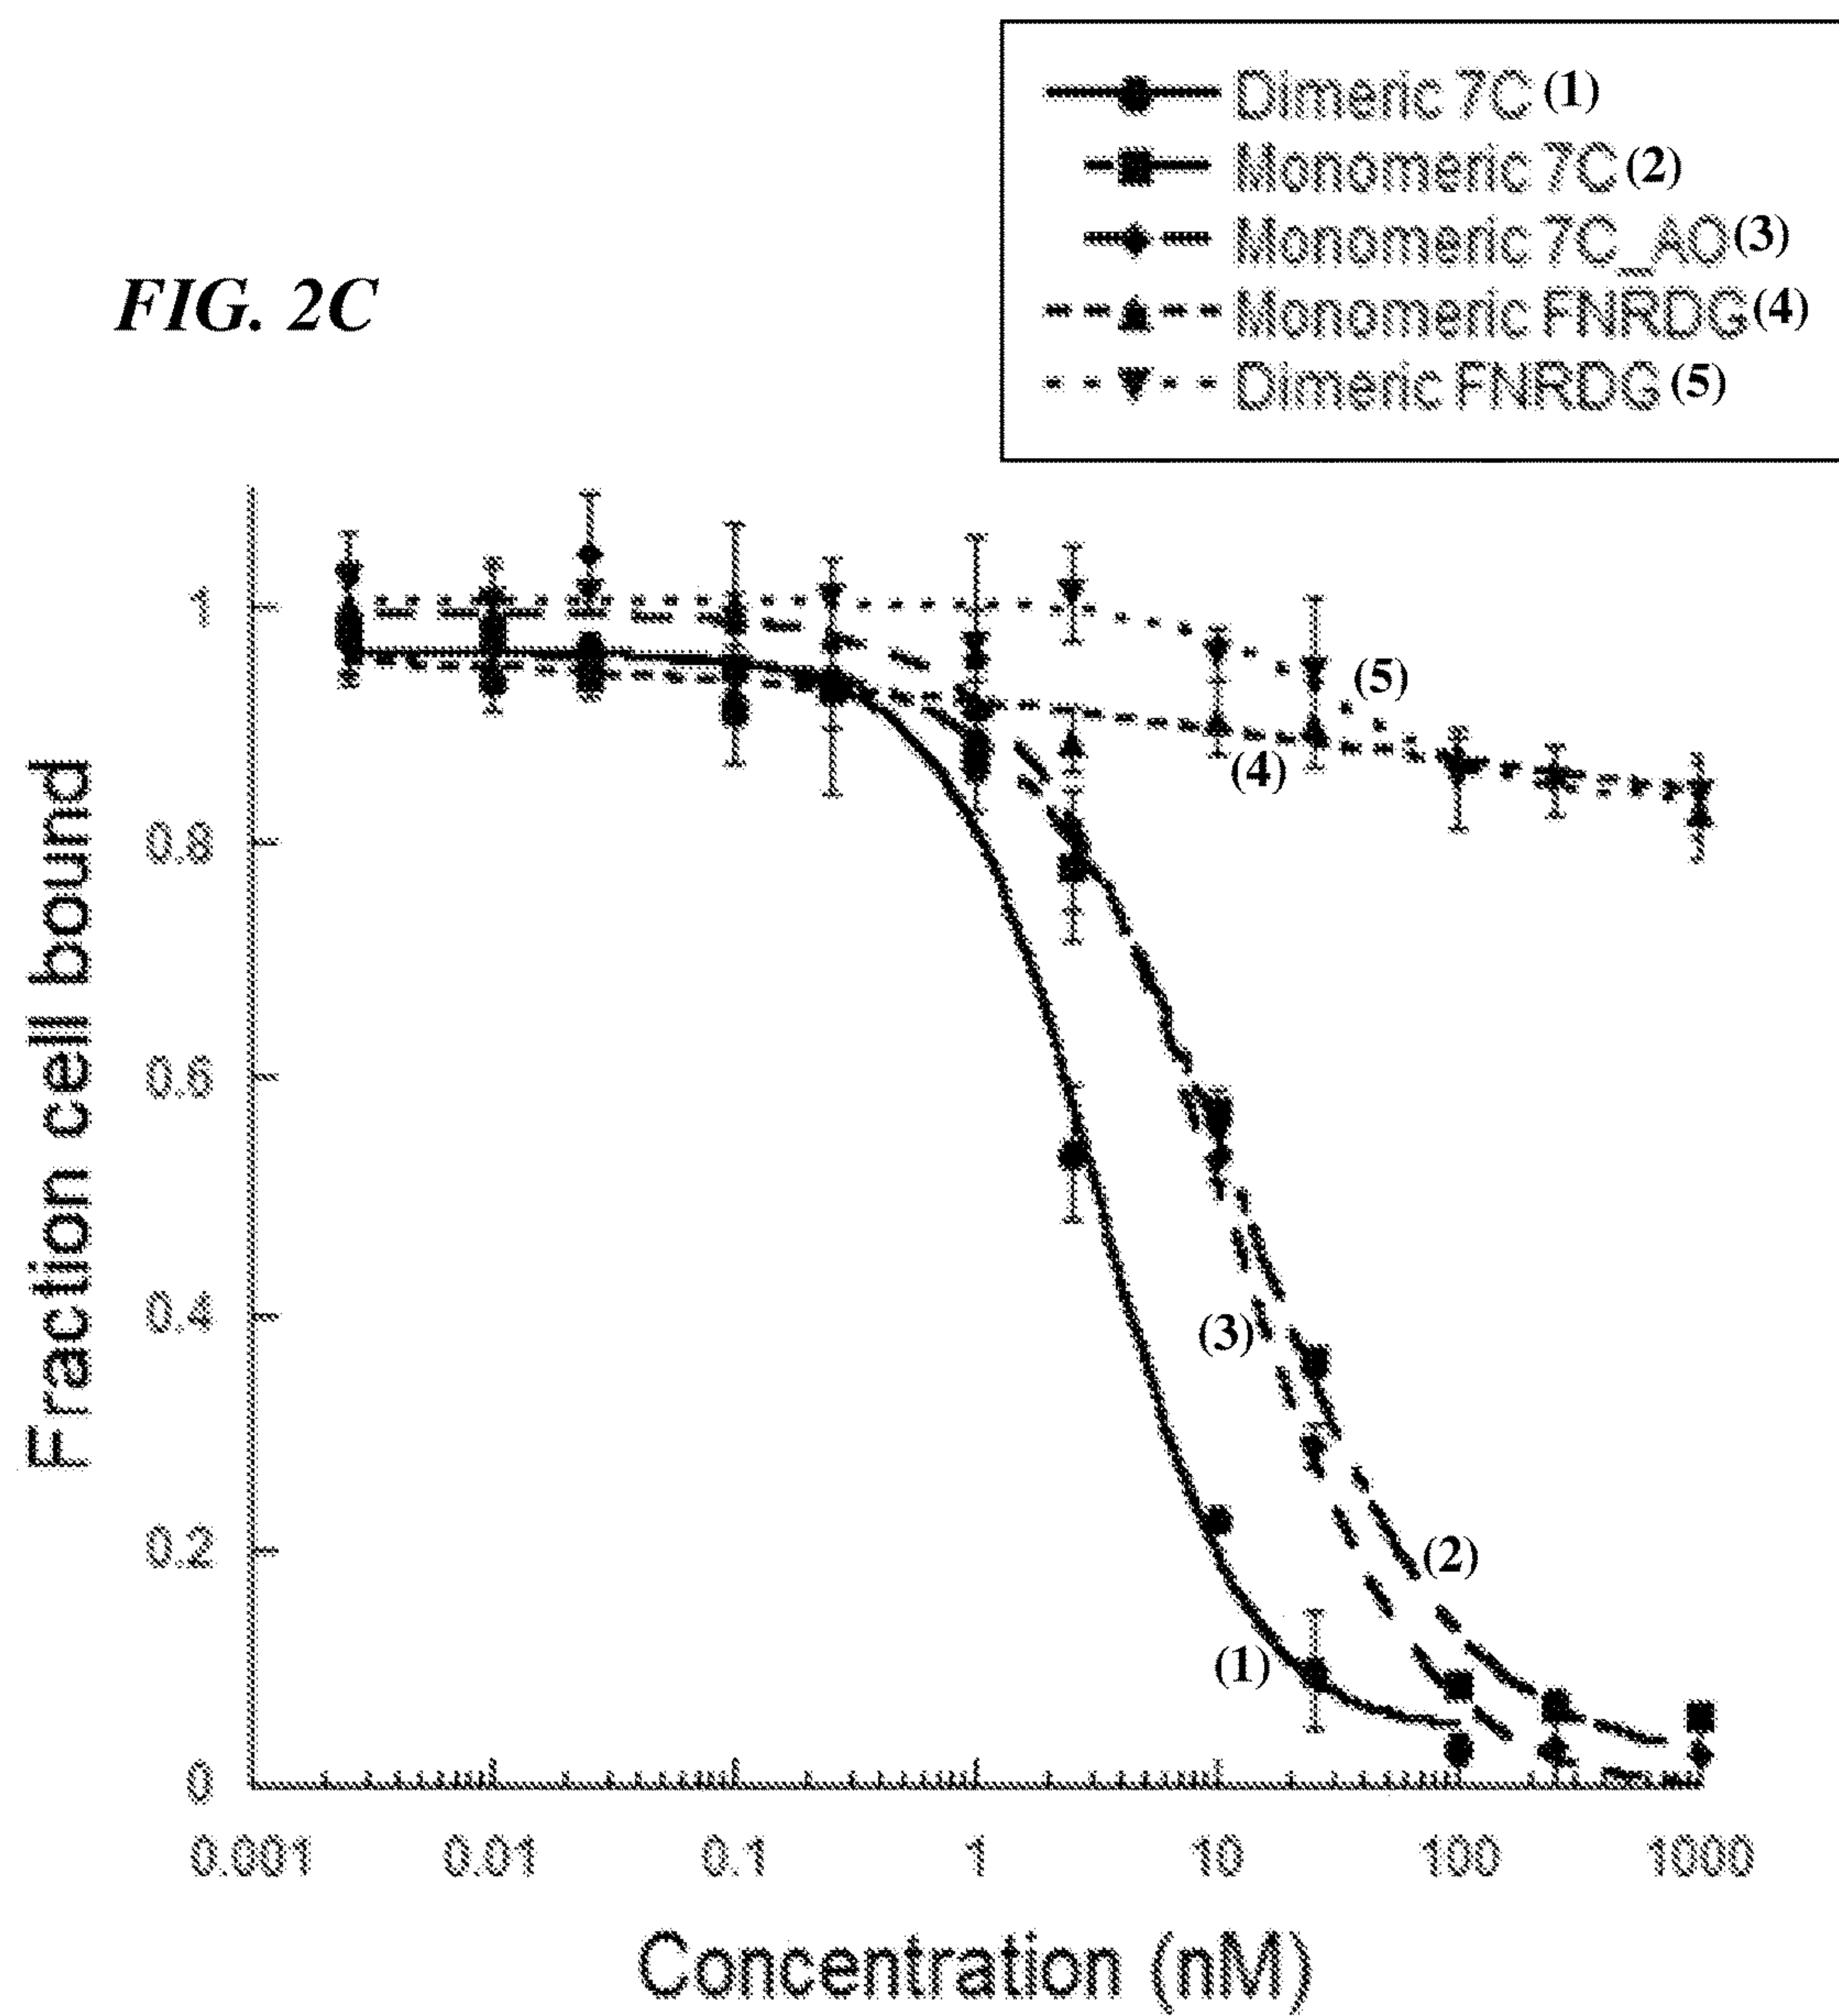 Dimeric 7C (1)
Monomeric 7C (2)
Monomeric 7C_AO (3)
Monomeric FNRDG (4)
Dimeric FNRDG (5)
FIG. 2C
Fraction cell bound
1
0.8
0.6
0.4
0.2
0
(5)
(4)
(3)
(2)
(1)
0.001 0.01 0.1 1 10 100 1000
Concentration (nM)